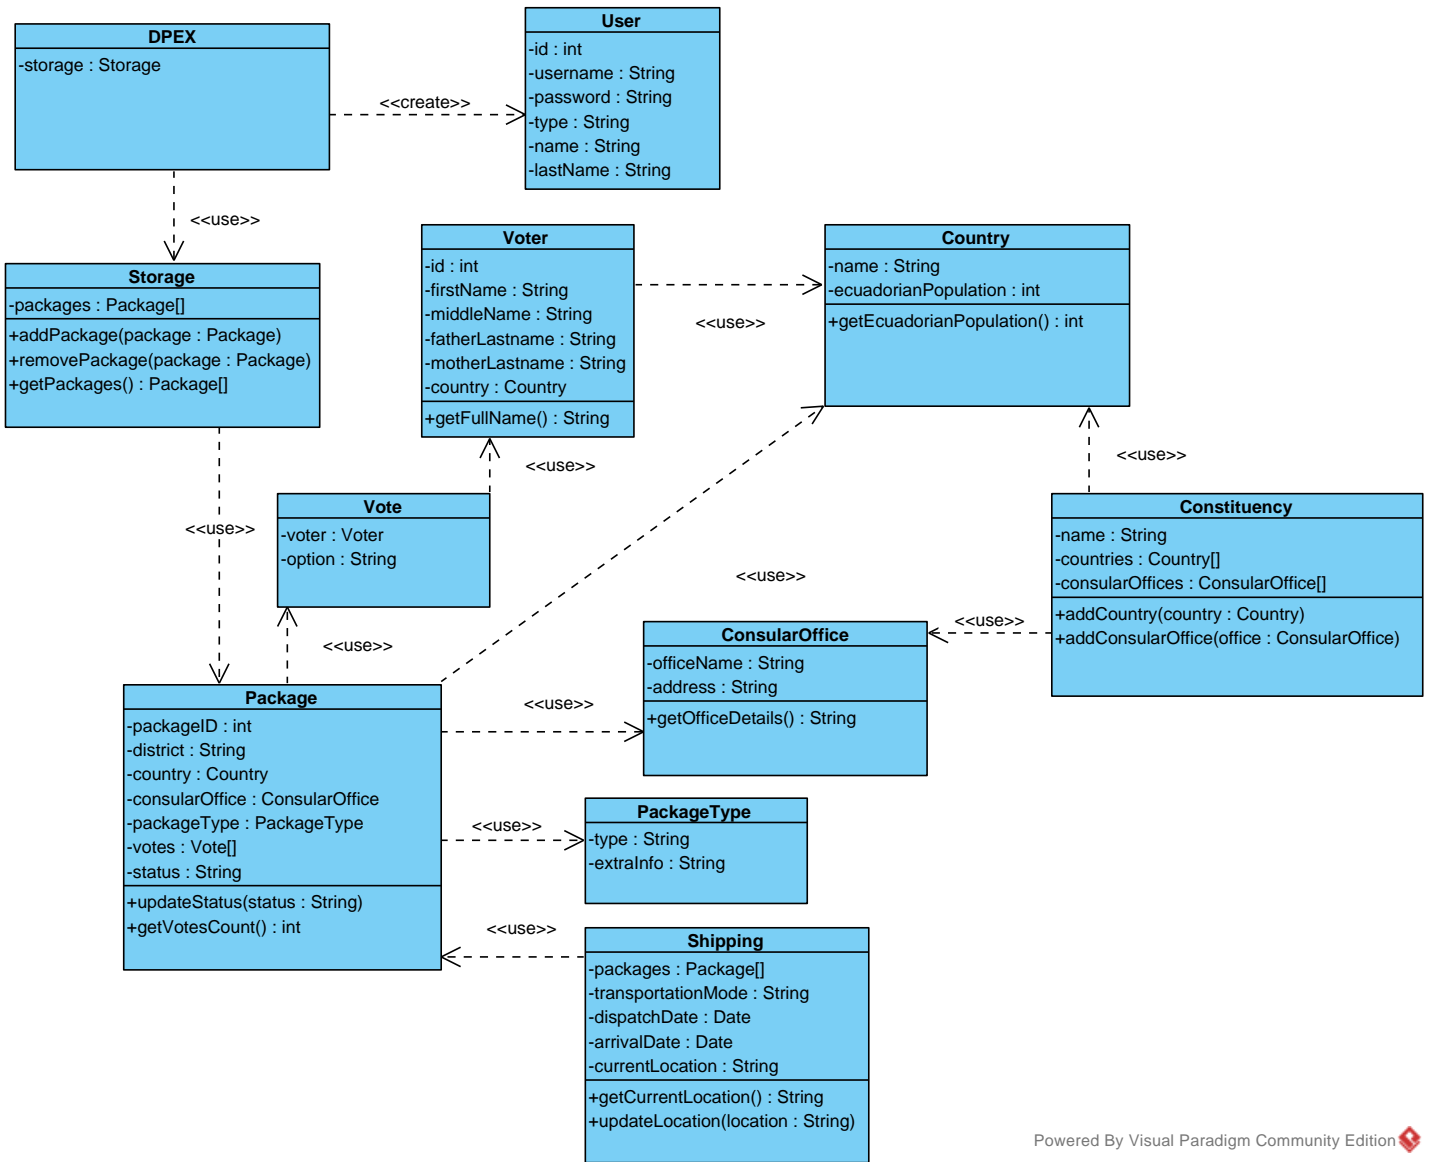 DPEX
-storage : Storage
<<create>>
User
-id : int
-username : String
-password : String
-type : String
-name : String
-lastName : String
<<use>>
Storage
-packages : Package[]
+addPackage(package : Package)
+removePackage(package : Package)
+getPackages() : Package[]
Voter
-id : int
-firstName : String
-middleName : String
-fatherLastname : String
-motherLastname : String
-country : Country
+getFullName() : String
<<use>>
Country
-name : String
-ecuadorianPopulation : int
+getEcuadorianPopulation() : int
<<use>>
<<use>>
<<use>>
Vote
-voter : Voter
-option : String
Constituency
-name : String
-countries : Country[]
-consularOffices : ConsularOffice[]
+addCountry(country : Country)
+addConsularOffice(office : ConsularOffice)
<<use>>
<<use>>
<<use>>
ConsularOffice
-officeName : String
-address : String
+getOfficeDetails() : String
<<use>>
Package
-packageID : int
-district : String
-country : Country
-consularOffice : ConsularOffice
-packageType : PackageType
-votes : Vote[]
-status : String
+updateStatus(status : String)
+getVotesCount() : int
<<use>>
PackageType
-type : String
-extraInfo : String
<<use>>
Shipping
-packages : Package[]
-transportationMode : String
-dispatchDate : Date
-arrivalDate : Date
-currentLocation : String
+getCurrentLocation() : String
+updateLocation(location : String)
Powered By Visual Paradigm Community Edition